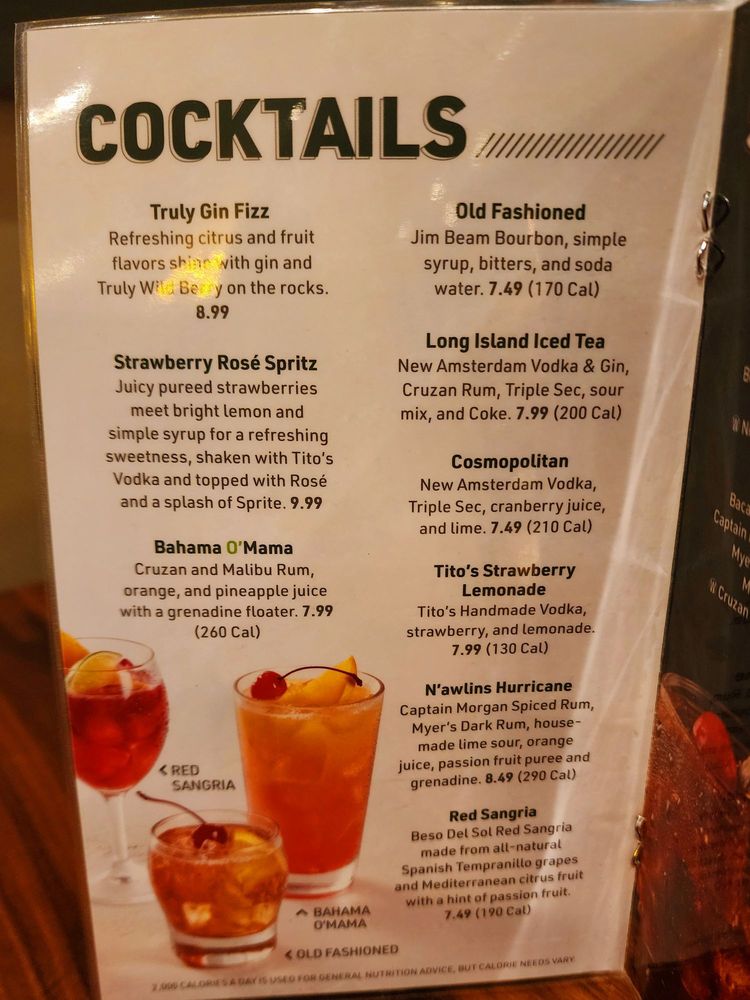 COCKTAILS
Truly Gin Fizz
Refreshing citrus and fruit
flavors shine with gin and
Truly Wild Berry on the rocks.
8.99
Strawberry Rosé Spritz
Juicy pureed strawberries
meet bright lemon and
simple syrup for a refreshing
sweetness, shaken with Tito's
Vodka and topped with Rosé
and a splash of Sprite. 9.99
Bahama O'Mama
Cruzan and Malibu Rum,
orange, and pineapple juice
with a grenadine floater. 7.99
(260 Cal)
Old Fashioned
Jim Beam Bourbon, simple
syrup, bitters, and soda
water. 7.49 (170 Cal)
Long Island Iced Tea
New Amsterdam Vodka & Gin,
Cruzan Rum, Triple Sec, sour
mix, and Coke. 7.99 (200 Cal)
Cosmopolitan
New Amsterdam Vodka,
Triple Sec, cranberry juice,
and lime. 7.49 (210 Cal)
Tito's Strawberry
Lemonade
Tito's Handmade Vodka,
strawberry, and lemonade.
7.99 (130 Cal)
N'awlins Hurricane
Captain Morgan Spiced Rum,
Myer's Dark Rum, house-
made lime sour, orange
juice, passion fruit puree and
grenadine. 8.49 (290 Cal)
Red Sangria
Beso Del Sol Red Sangria
made from all-natural
Spanish Tempranillo grapes
and Mediterranean citrus fruit
with a hint of passion fruit.
7.49 (190 Cal)
RED
SANGRIA
BAHAMA
O'MAMA
OLD FASHIONED
2,000 CALORIES A DAY IS USED FOR GENERAL NUTRITION ADVICE, BUT CALORIE NEEDS VARY.
Captain
Cruzan